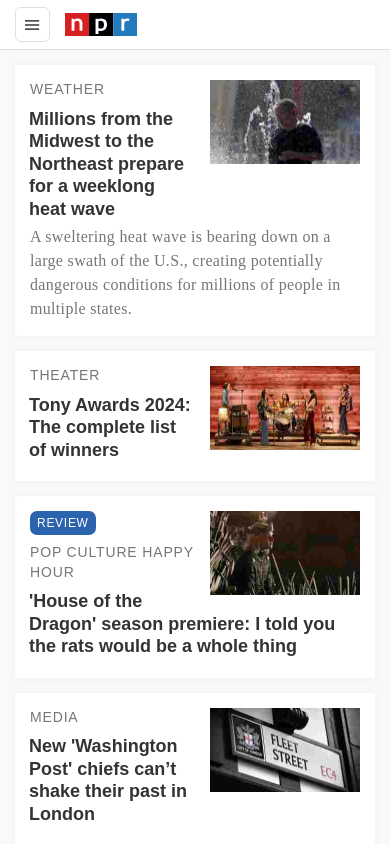 npr
WEATHER
Millions from the
Midwest to the
Northeast prepare
for a weeklong
heat wave
A sweltering heat wave is bearing down on a
large swath of the U.S., creating potentially
dangerous conditions for millions of people in
multiple states.
THEATER
Tony Awards 2024:
The complete list
of winners
REVIEW
POP CULTURE HAPPY
HOUR
'House of the
Dragon' season premiere: I told you
the rats would be a whole thing
MEDIA
New 'Washington
Post' chiefs can’t
shake their past in
London
FLEET
STREET
EC4